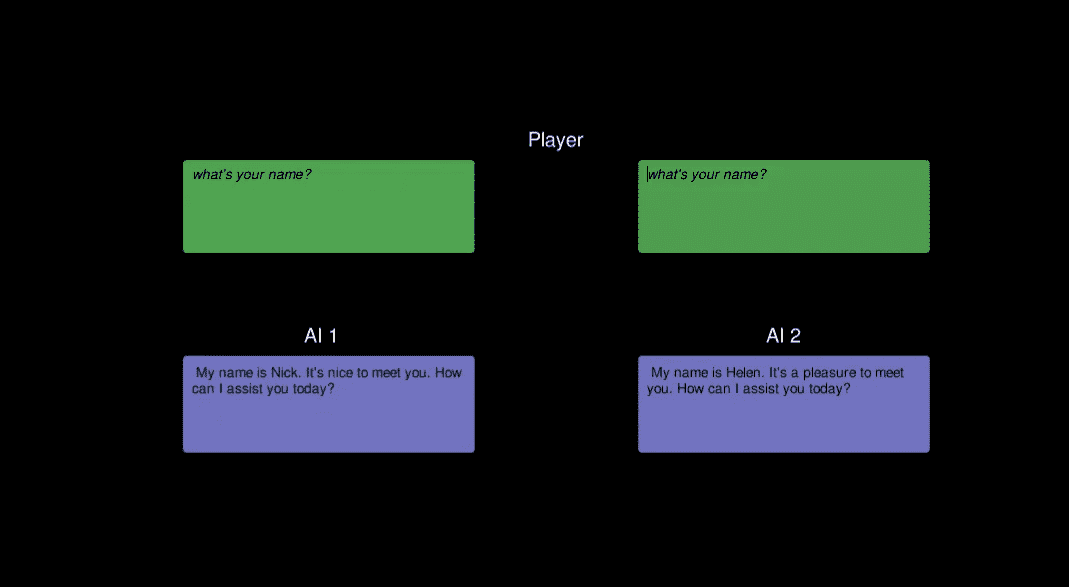 Player
what's your name?
what's your name?
AI 1
My name is Nick. It's nice to meet you. How
can I assist you today?
AI 2
My name is Helen. It's a pleasure to meet
you. How can I assist you today?